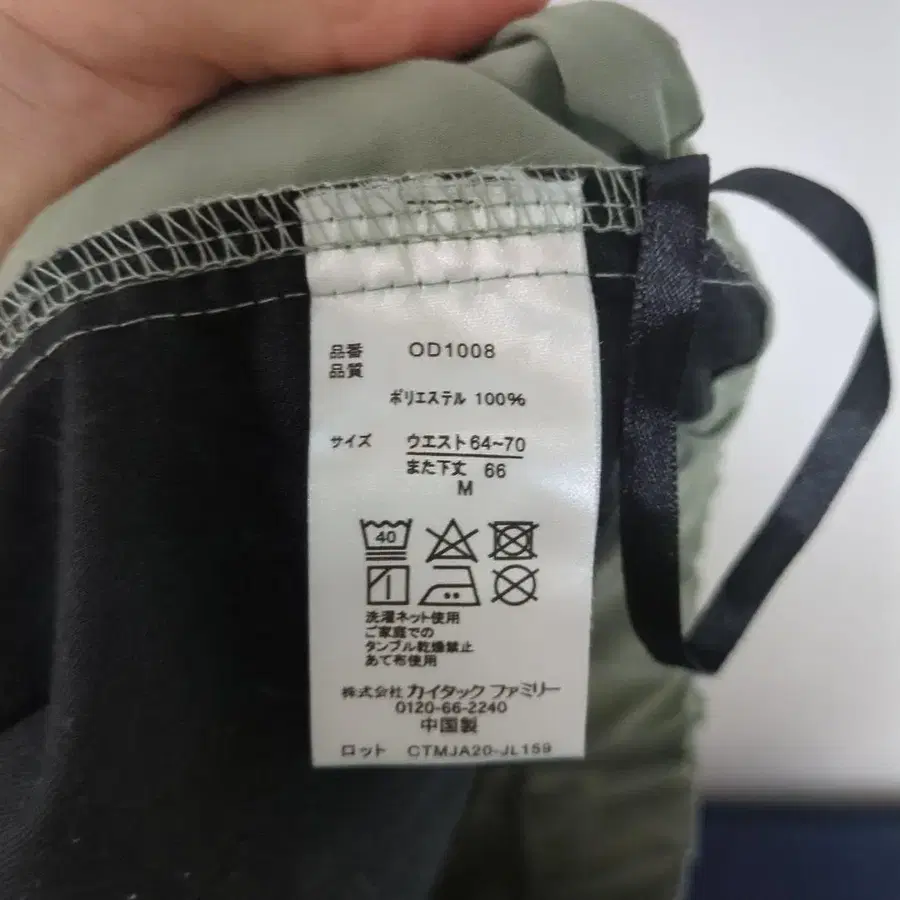 品番 OD1008
品質
ポリエステル 100%
サイズ ウエスト64~70
また下丈 66
M
40
洗濯ネット使用
ご家庭での
タンブル乾燥禁止
あて布使用
株式会社 カイタック ファミリー
0120-66-2240
中国製
ロット CTMJA20-JL159